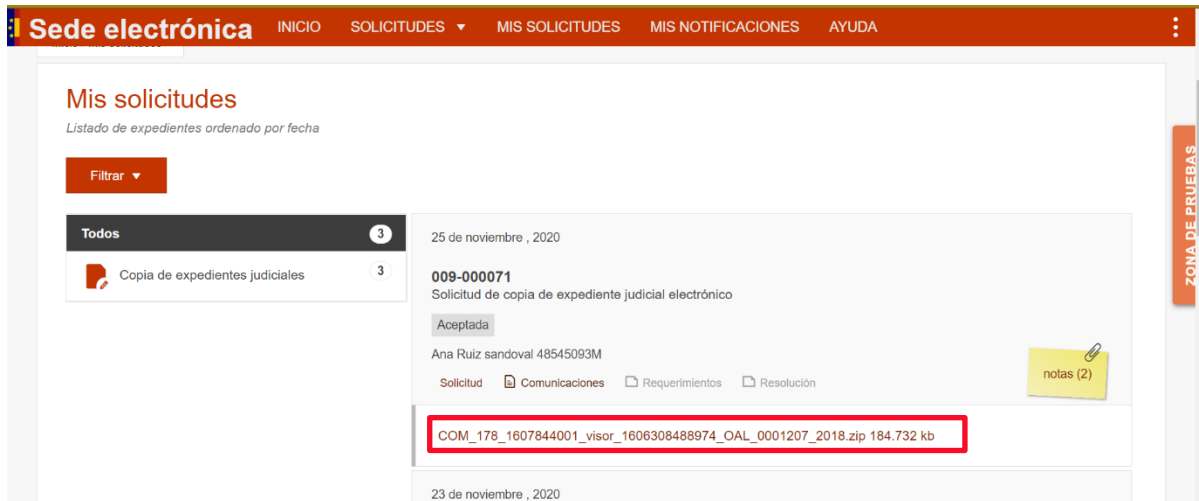 Sede electrónica INICIO SOLICITUDES MIS SOLICITUDES MIS NOTIFICACIONES AYUDA
Mis solicitudes
Listado de expedientes ordenado por fecha
Filtrar
Todos 3
Copia de expedientes judiciales 3
25 de noviembre , 2020
009-000071
Solicitud de copia de expediente judicial electrónico
Aceptada
Ana Ruiz sandoval 48545093M
notas (2)
Solicitud Comunicaciones Requerimientos Resolución
COM_178_1607844001_visor_1606308488974_OAL_0001207_2018.zip 184.732 kb
23 de noviembre , 2020
ZONA DE PRUEBAS